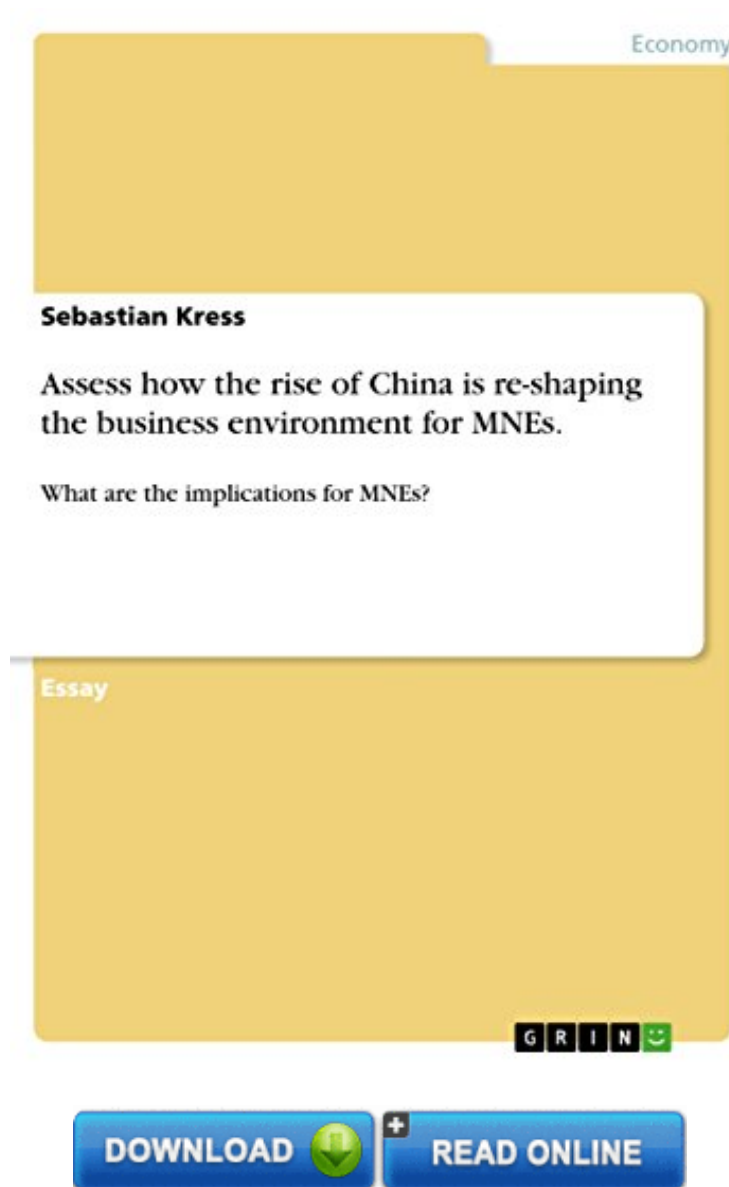 Economy
Sebastian Kress
Assess how the rise of China is re-shaping
the business environment for MNEs.
What are the implications for MNEs?
Essay
GRIN
DOWNLOAD
READ ONLINE